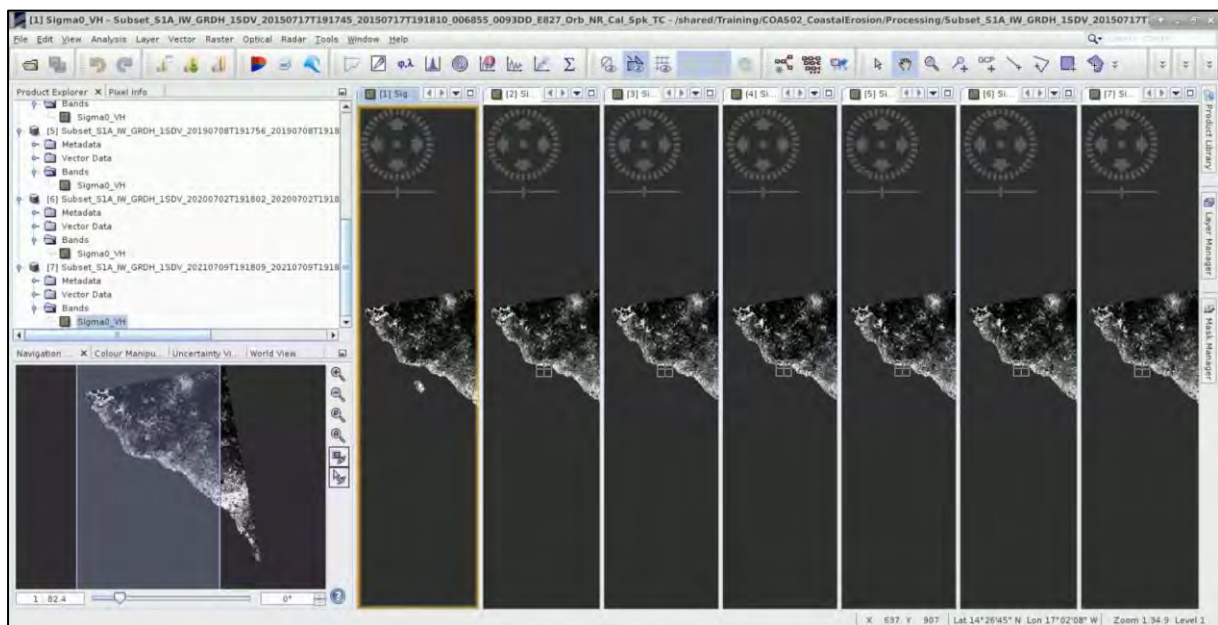 [1] Sigma0_VH - Subset_S1A_IW_GRDH_1SDV_20150717T191745_20150717T191810_006855_0093DD_E827_Orb_NR_Cal_Spk_TC - /shared/Training/COAS02_CoastalErosion/Processing/Subset_S1A_IW_GRDH_1SDV_20150717T
File Edit View Analysis Layer Vector Raster Optical Radar Tools Window Help
φ,λ Σ GCP
Product Explorer Pixel Info
Bands
Sigma0_VH
[5] Subset_S1A_IW_GRDH_1SDV_20190708T191756_20190708T1918
Metadata
Vector Data
Bands
Sigma0_VH
[6] Subset_S1A_IW_GRDH_1SDV_20200702T191802_20200702T1918
Metadata
Vector Data
Bands
Sigma0_VH
[7] Subset_S1A_IW_GRDH_1SDV_20210709T191809_20210709T1918
Metadata
Vector Data
Bands
Sigma0_VH
[1] Sig... [2] Si... [3] Si... [4] Si... [5] Si... [6] Si... [7] Si...
Product Library
Layer Manager
Mask Manager
Navigation ... Colour Manipu... Uncertainty Vi... World View
1 : 82.4 0°
X 637 Y 907 Lat 14°26'45" N Lon 17°02'08" W Zoom 1:34.9 Level 1